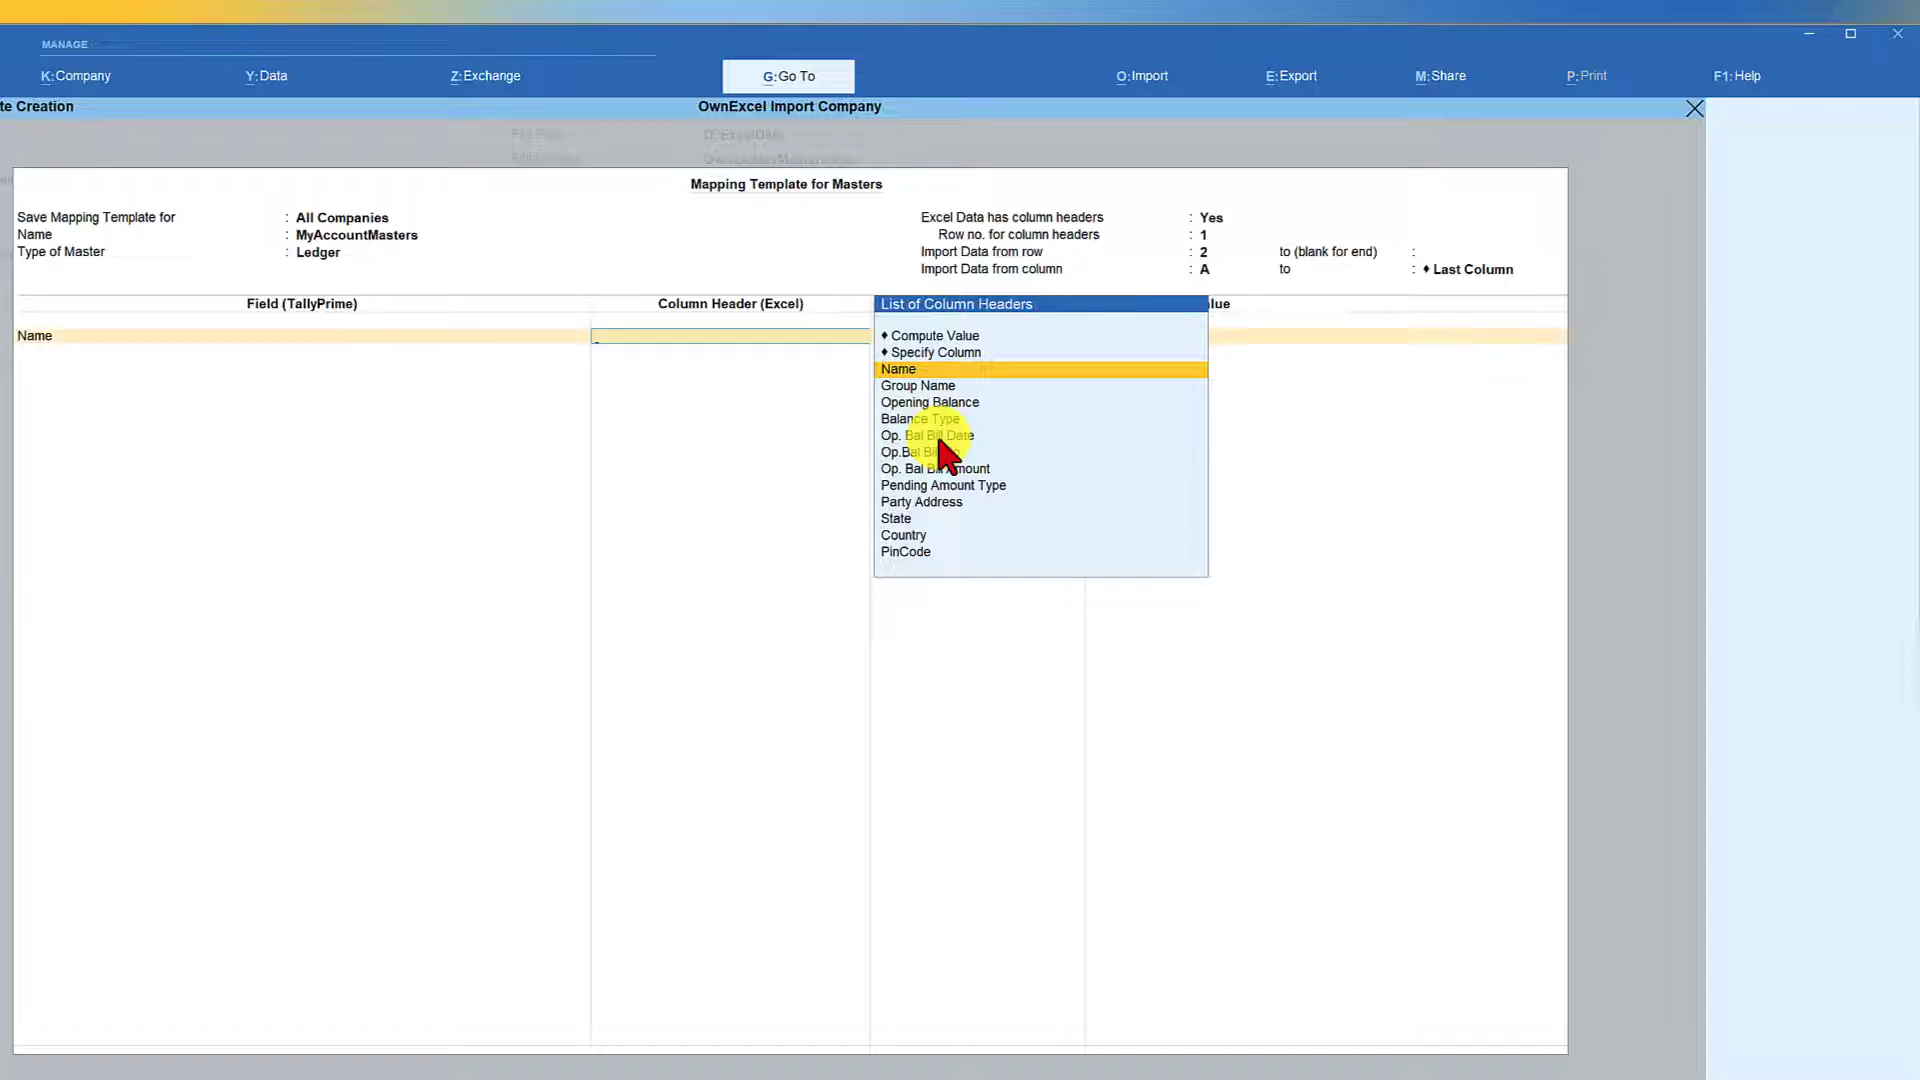 MANAGE
K:Company
Y:Data
Z:Exchange
G:Go To
O:Import
E:Export
M:Share
P:Print
F1:Help
te Creation
OwnExcel Import Company
Mapping Template for Masters
Save Mapping Template for : All Companies
Name : MyAccountMasters
Type of Master : Ledger
Excel Data has column headers : Yes
Row no. for column headers : 1
Import Data from row : 2 to (blank for end) :
Import Data from column : A to : ♦ Last Column
Field (TallyPrime)
Column Header (Excel)
List of Column Headers
lue
Name
♦ Compute Value
♦ Specify Column
Name
Group Name
Opening Balance
Balance Type
Op. Bal Bill Date
Op.Bal
Op. Bal Bill Amount
Pending Amount Type
Party Address
State
Country
PinCode